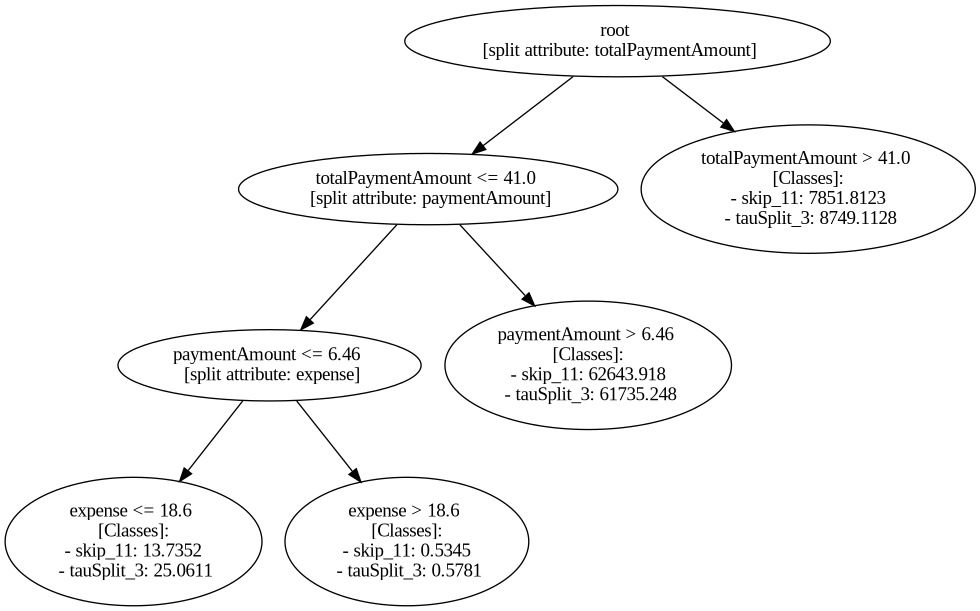 root
[split attribute: totalPaymentAmount]
totalPaymentAmount <= 41.0
[split attribute: paymentAmount]
totalPaymentAmount > 41.0
[Classes]:
- skip_11: 7851.8123
- tauSplit_3: 8749.1128
paymentAmount <= 6.46
[split attribute: expense]
paymentAmount > 6.46
[Classes]:
- skip_11: 62643.918
- tauSplit_3: 61735.248
expense <= 18.6
[Classes]:
- skip_11: 13.7352
- tauSplit_3: 25.0611
expense > 18.6
[Classes]:
- skip_11: 0.5345
- tauSplit_3: 0.5781